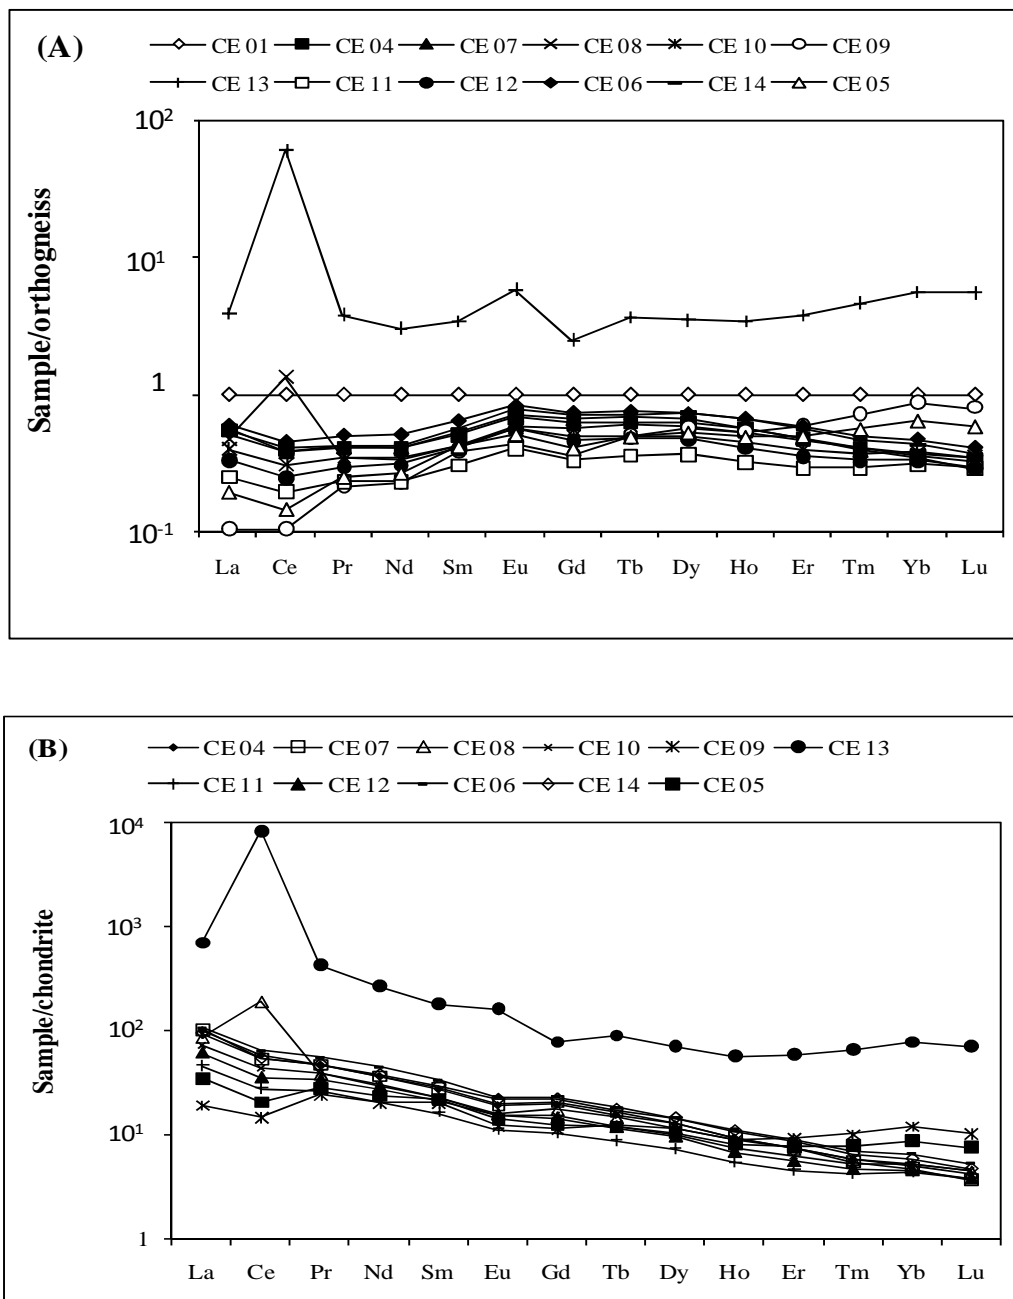 (A)
CE 01 CE 04 CE 07 CE 08 CE 10 CE 09
CE 13 CE 11 CE 12 CE 06 CE 14 CE 05
Sample/orthogneiss
10²
10¹
1
10⁻¹
La Ce Pr Nd Sm Eu Gd Tb Dy Ho Er Tm Yb Lu
(B)
CE 04 CE 07 CE 08 CE 10 CE 09 CE 13
CE 11 CE 12 CE 06 CE 14 CE 05
Sample/chondrite
10⁴
10³
10²
10¹
1
La Ce Pr Nd Sm Eu Gd Tb Dy Ho Er Tm Yb Lu